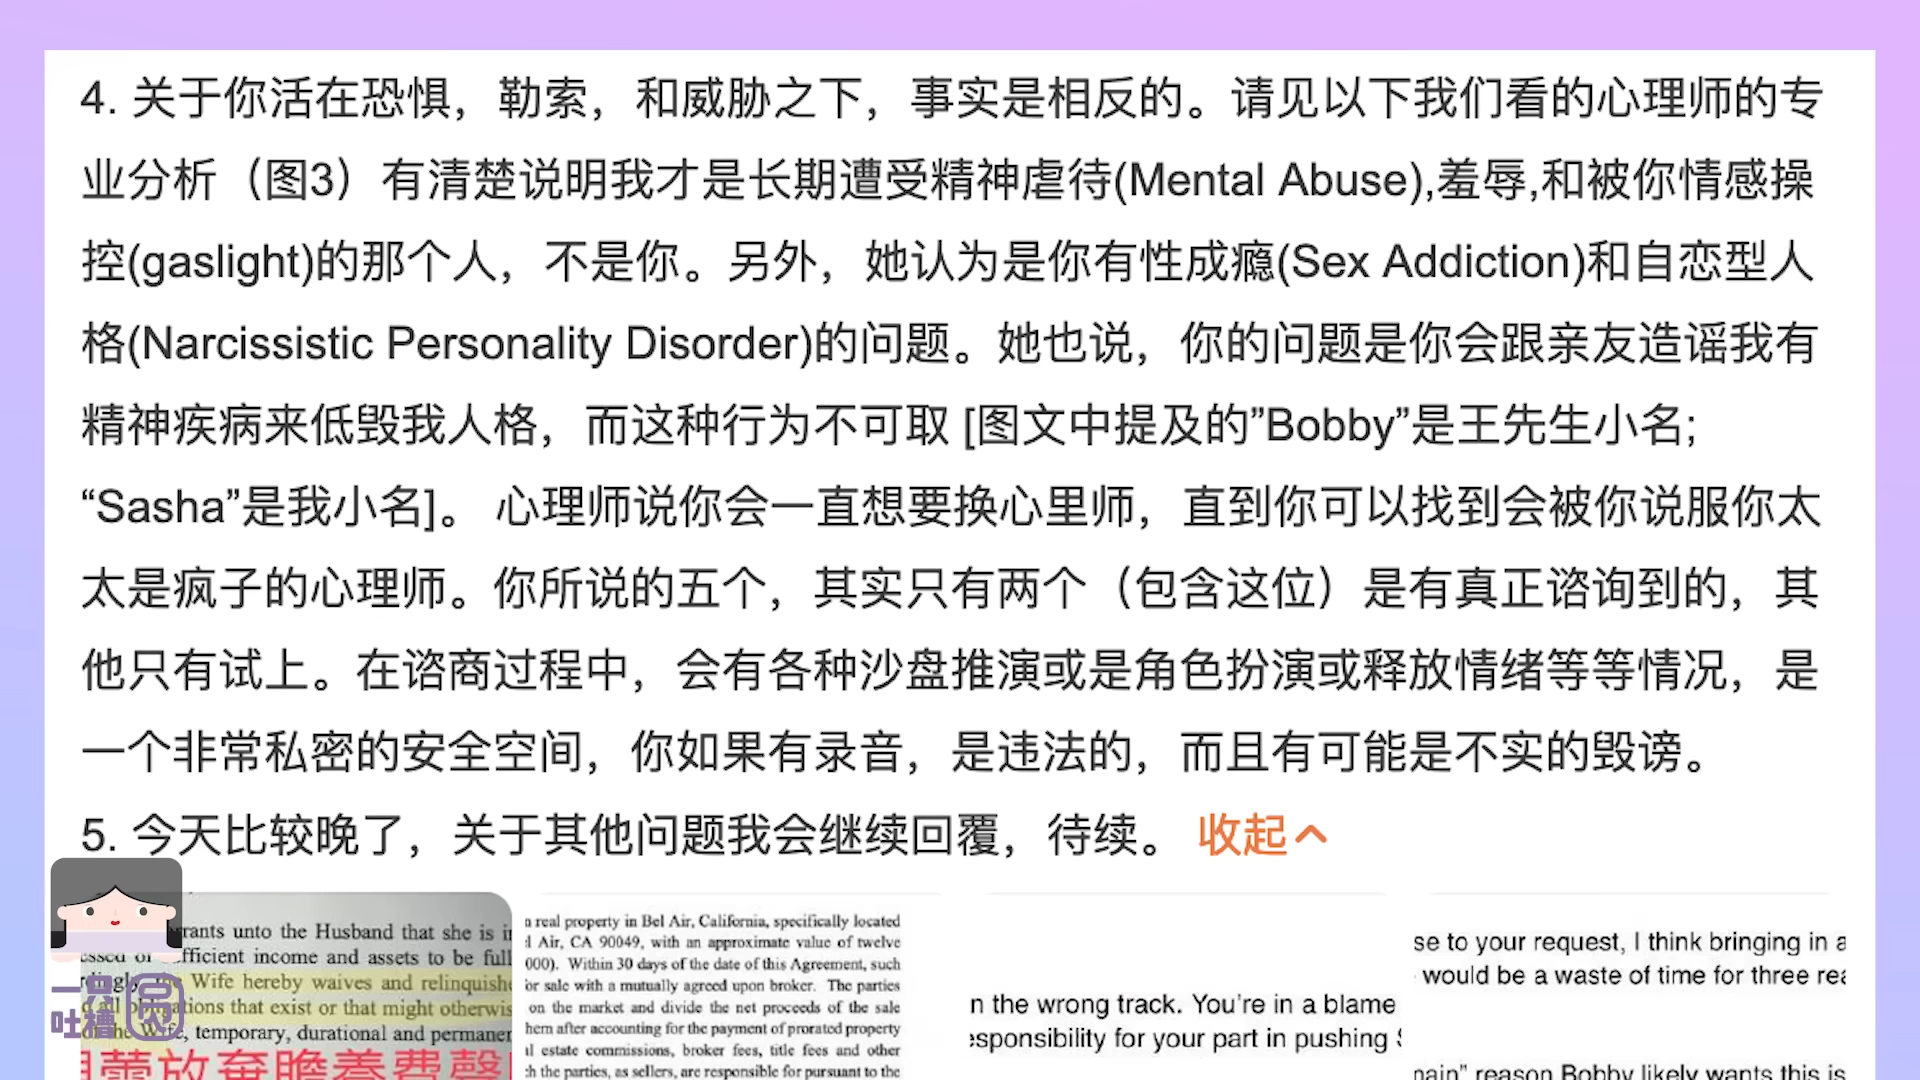 4. 关于你活在恐惧，勒索，和威胁之下，事实是相反的。请见以下我们看的心理师的专
业分析（图3）有清楚说明我才是长期遭受精神虐待(Mental Abuse),羞辱,和被你情感操
控(gaslight)的那个人，不是你。另外，她认为是你有性成瘾(Sex Addiction)和自恋型人
格(Narcissistic Personality Disorder)的问题。她也说，你的问题是你会跟亲友造谣我有
精神疾病来低毁我人格，而这种行为不可取 [图文中提及的”Bobby”是王先生小名;
“Sasha”是我小名]。 心理师说你会一直想要换心里师，直到你可以找到会被你说服你太
太是疯子的心理师。你所说的五个，其实只有两个（包含这位）是有真正谘询到的，其
他只有试上。在谘商过程中，会有各种沙盘推演或是角色扮演或释放情绪等等情况，是
一个非常私密的安全空间，你如果有录音，是违法的，而且有可能是不实的毁谤。
5. 今天比较晚了，关于其他问题我会继续回覆，待续。 收起
unto the Husband that she is
income and assets to be
Wife hereby waives and
that exist or that might
temporary, durational and
蕾放棄贍養費聲
real property in Bel Air, California, specifically located
Air, CA 90049, with an approximate value of twelve
000). Within 30 days of the date of this Agreement, such
sale with a mutually agreed upon broker. The parties
on the market and divide the net proceeds of the sale
after accounting for the payment of prorated property
estate commissions, broker fees, title fees and other
the parties, as sellers, are responsible for pursuant to the
the wrong track. You’re in a blame
for your part in pushing
to your request, I think bringing in a
would be a waste of time for three
reason Bobby likely wants this is
一只
吐槽
圆